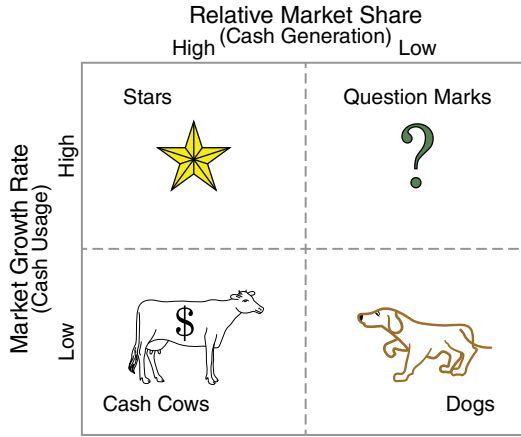 Relative Market Share
(Cash Generation)
High
Low
Stars
Question Marks
?
Market Growth Rate
(Cash Usage)
High
Low
$
Cash Cows
Dogs